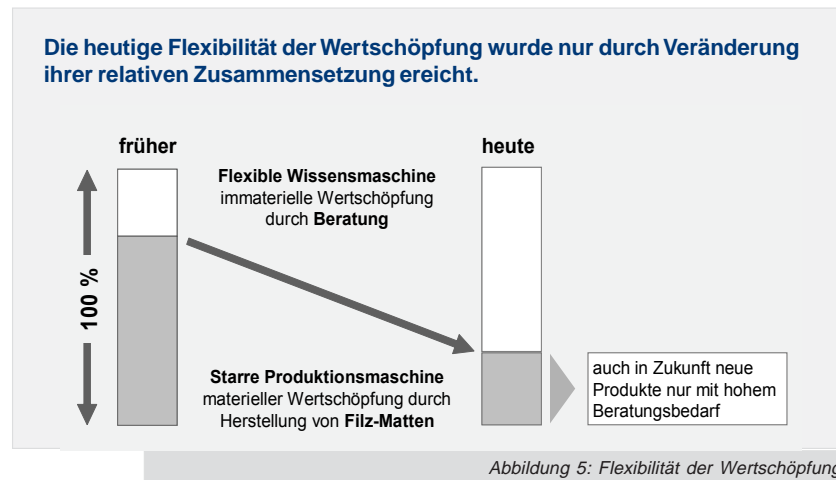 Die heutige Flexibilität der Wertschöpfung wurde nur durch Veränderung
ihrer relativen Zusammensetzung ereicht.
früher
heute
100 %
Flexible Wissensmaschine
immaterielle Wertschöpfung
durch Beratung
Starre Produktionsmaschine
materieller Wertschöpfung durch
Herstellung von Filz-Matten
auch in Zukunft neue
Produkte nur mit hohem
Beratungsbedarf
Abbildung 5: Flexibilität der Wertschöpfung